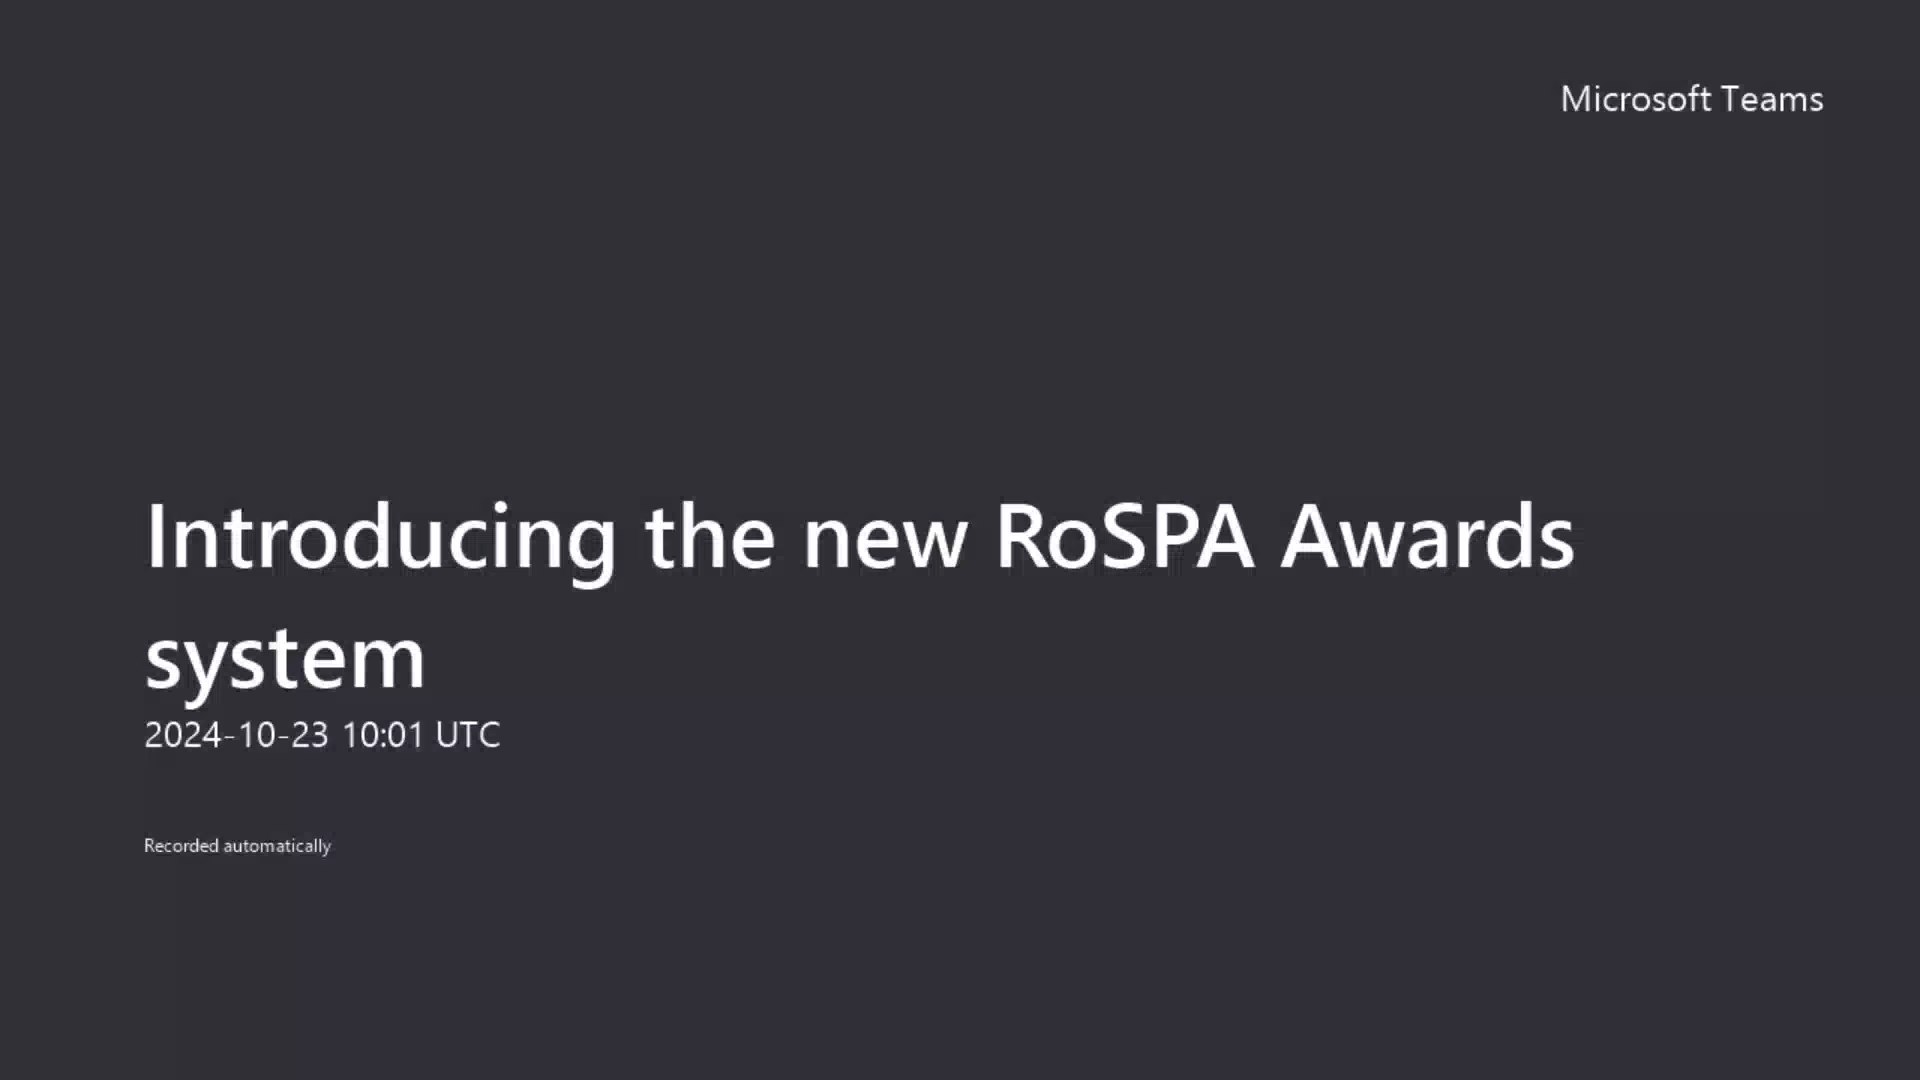 Microsoft Teams
Introducing the new RoSPA Awards
system
2024-10-23 10:01 UTC
Recorded automatically